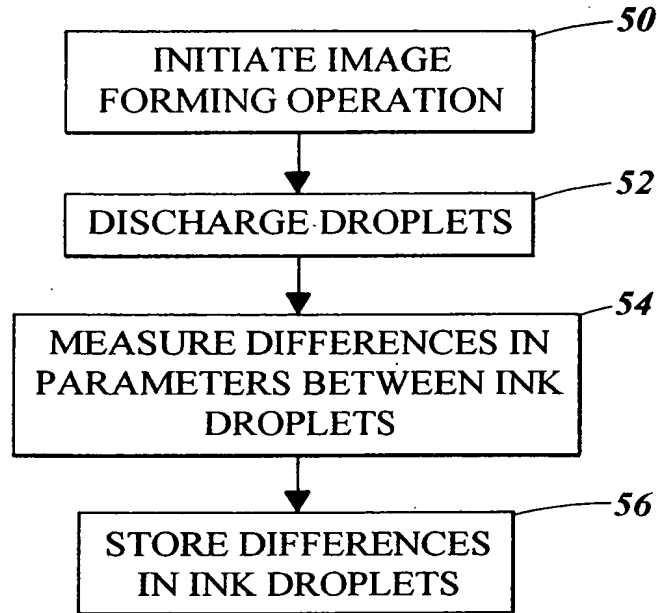 50
INITIATE IMAGE
FORMING OPERATION
52
DISCHARGE DROPLETS
54
MEASURE DIFFERENCES IN
PARAMETERS BETWEEN INK
DROPLETS
56
STORE DIFFERENCES
IN INK DROPLETS